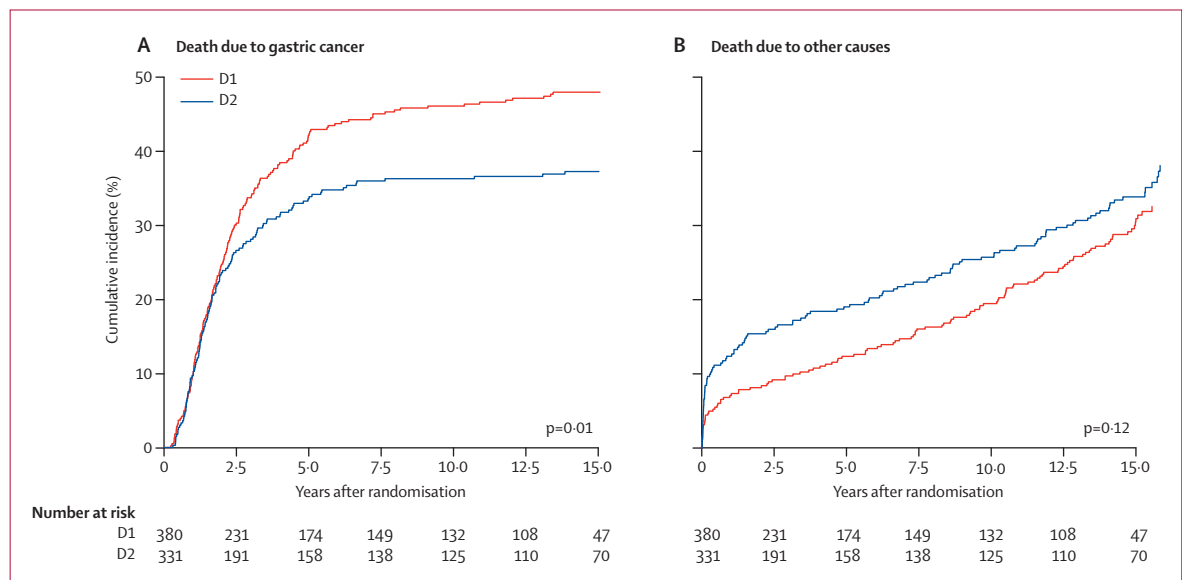 A Death due to gastric cancer
B Death due to other causes
D1
D2
Cumulative incidence (%)
50
40
30
20
10
0
p=0·01
0 2·5 5·0 7·5 10·0 12·5 15·0
Years after randomisation
p=0·12
0 2·5 5·0 7·5 10·0 12·5 15·0
Years after randomisation
Number at risk
D1 380 231 174 149 132 108 47
D2 331 191 158 138 125 110 70
380 231 174 149 132 108 47
331 191 158 138 125 110 70